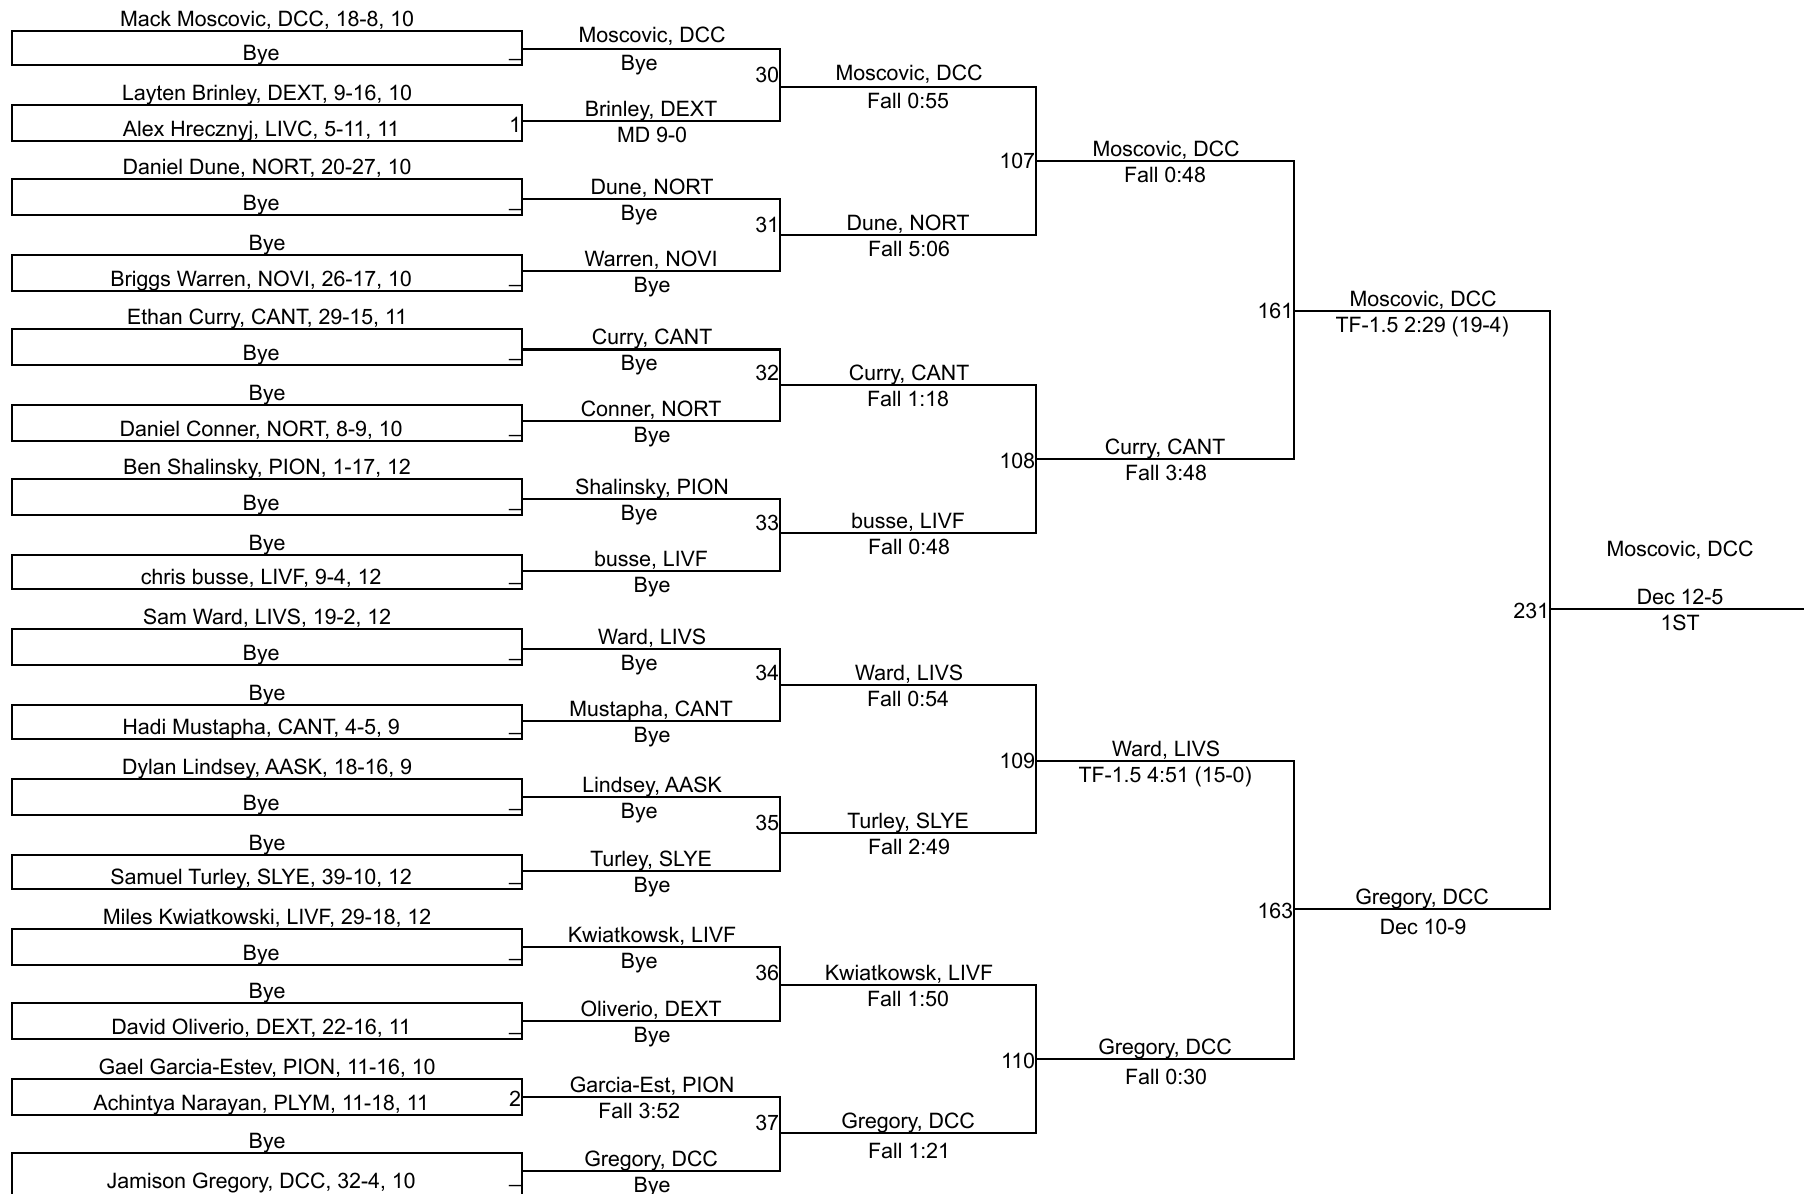 Mack Moscovic, DCC, 18-8, 10
Bye
Layten Brinley, DEXT, 9-16, 10
Alex Hrecznyj, LIVC, 5-11, 11
1
Daniel Dune, NORT, 20-27, 10
Bye
Bye
Briggs Warren, NOVI, 26-17, 10
Ethan Curry, CANT, 29-15, 11
Bye
Bye
Daniel Conner, NORT, 8-9, 10
Ben Shalinsky, PION, 1-17, 12
Bye
Bye
chris busse, LIVF, 9-4, 12
Sam Ward, LIVS, 19-2, 12
Bye
Bye
Hadi Mustapha, CANT, 4-5, 9
Dylan Lindsey, AASK, 18-16, 9
Bye
Bye
Samuel Turley, SLYE, 39-10, 12
Miles Kwiatkowski, LIVF, 29-18, 12
Bye
Bye
David Oliverio, DEXT, 22-16, 11
Gael Garcia-Estev, PION, 11-16, 10
Achintya Narayan, PLYM, 11-18, 11
2
Bye
Jamison Gregory, DCC, 32-4, 10
Moscovic, DCC
Bye
30
Brinley, DEXT
MD 9-0
Dune, NORT
Bye
31
Warren, NOVI
Bye
Curry, CANT
Bye
32
Conner, NORT
Bye
Shalinsky, PION
Bye
33
busse, LIVF
Bye
Ward, LIVS
Bye
34
Mustapha, CANT
Bye
Lindsey, AASK
Bye
35
Turley, SLYE
Bye
Kwiatkowsk, LIVF
Bye
36
Oliverio, DEXT
Bye
Garcia-Est, PION
Fall 3:52
37
Gregory, DCC
Bye
Moscovic, DCC
Fall 0:55
107
Dune, NORT
Fall 5:06
Curry, CANT
Fall 1:18
108
busse, LIVF
Fall 0:48
Ward, LIVS
Fall 0:54
109
Turley, SLYE
Fall 2:49
Kwiatkowsk, LIVF
Fall 1:50
110
Gregory, DCC
Fall 1:21
Moscovic, DCC
Fall 0:48
161
Curry, CANT
Fall 3:48
Ward, LIVS
TF-1.5 4:51 (15-0)
163
Gregory, DCC
Fall 0:30
Moscovic, DCC
TF-1.5 2:29 (19-4)
231
Gregory, DCC
Dec 10-9
Moscovic, DCC
Dec 12-5
1ST